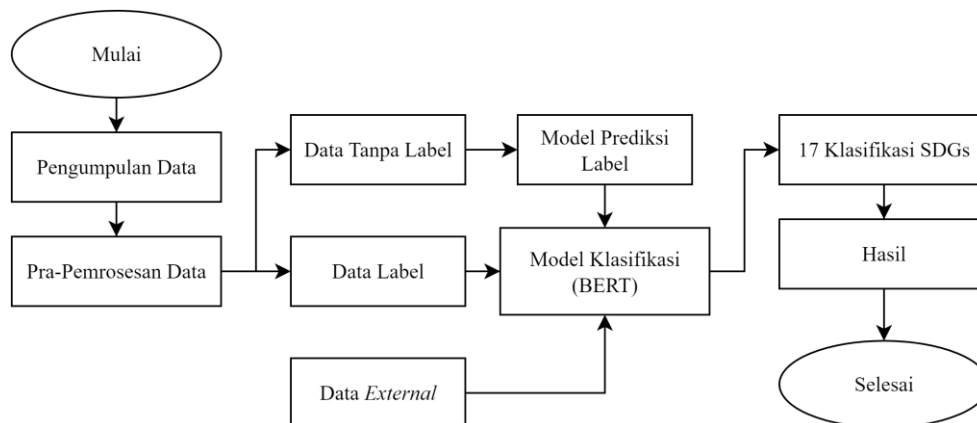 Mulai
Pengumpulan Data
Pra-Pemrosesan Data
Data Tanpa Label
Data Label
Data External
Model Prediksi
Label
Model Klasifikasi
(BERT)
17 Klasifikasi SDGs
Hasil
Selesai